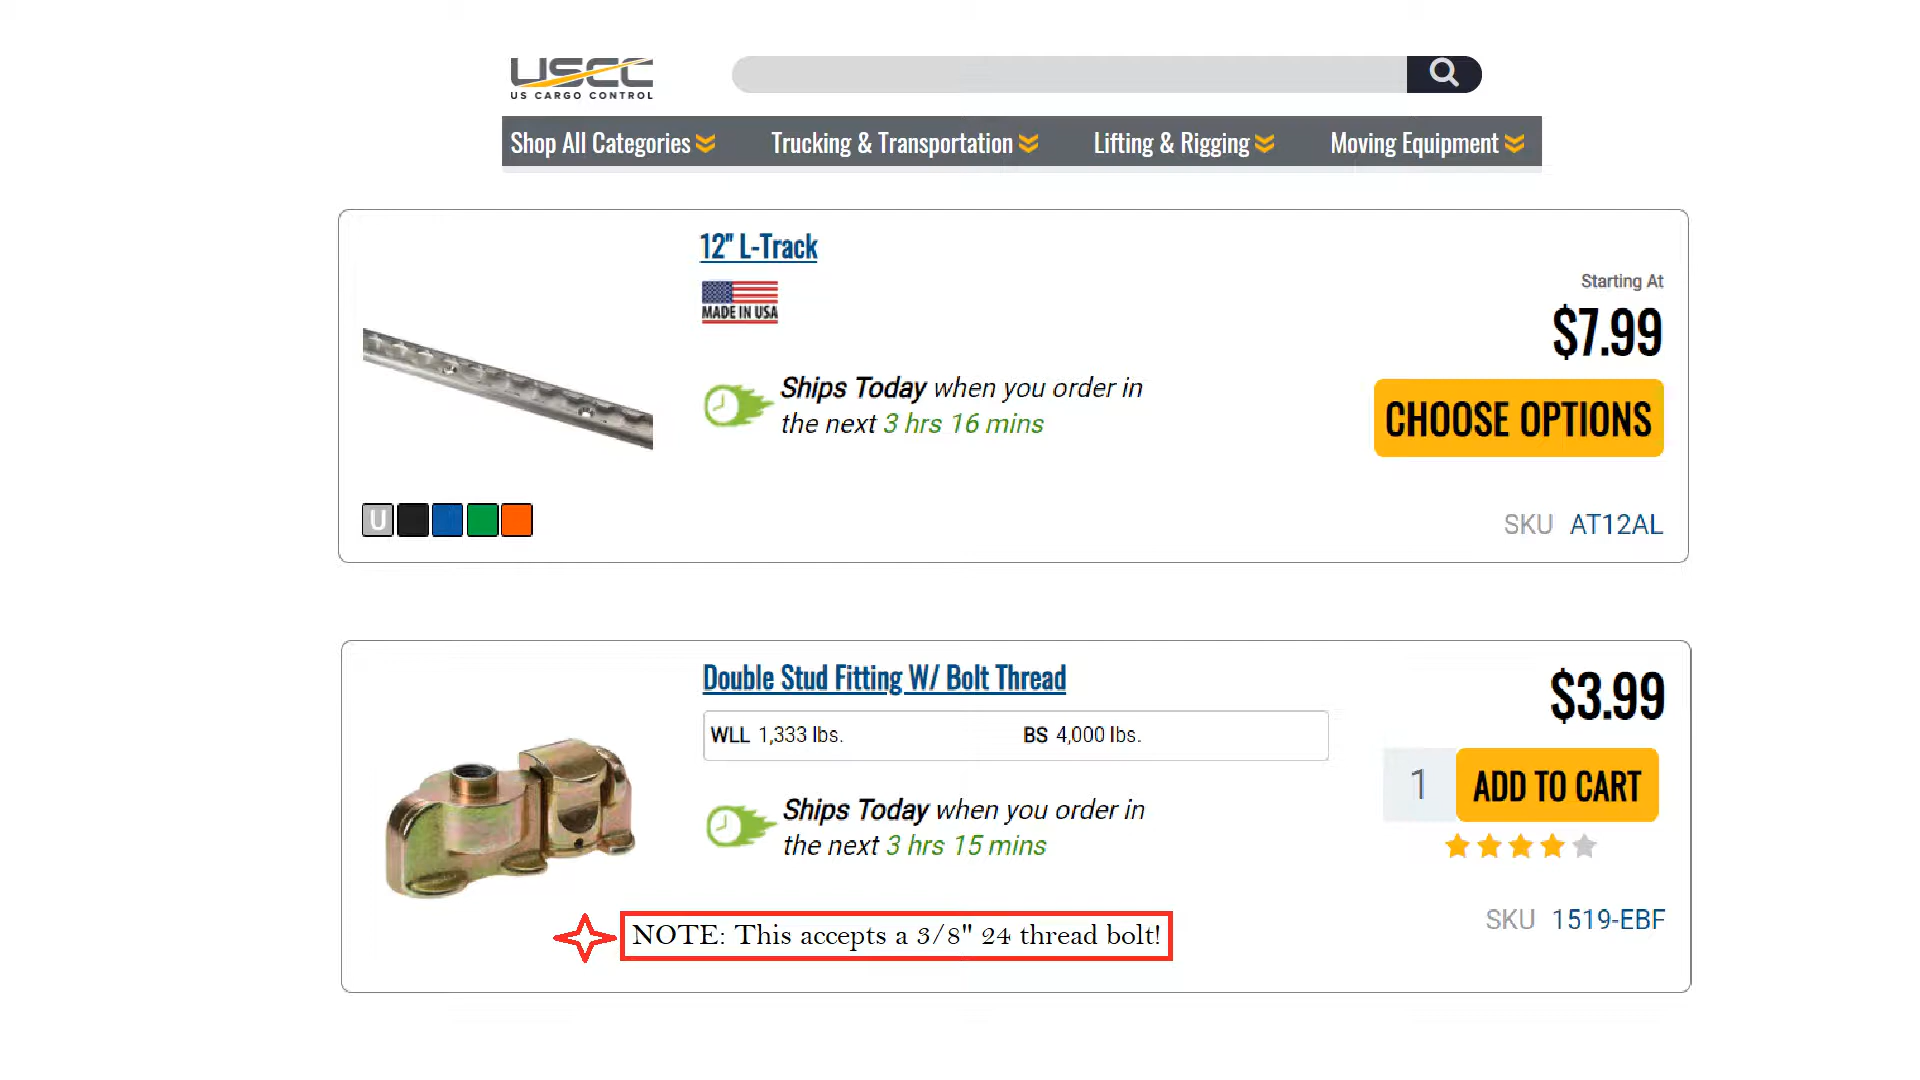 USCC
US CARGO CONTROL
Shop All Categories Trucking & Transportation Lifting & Rigging Moving Equipment
12" L-Track
MADE IN USA
Starting At
$7.99
Ships Today when you order in
the next 3 hrs 16 mins
CHOOSE OPTIONS
U
SKU AT12AL
Double Stud Fitting W/ Bolt Thread
$3.99
WLL 1,333 lbs. BS 4,000 lbs.
1 ADD TO CART
Ships Today when you order in
the next 3 hrs 15 mins
SKU 1519-EBF
NOTE: This accepts a 3/8" 24 thread bolt!